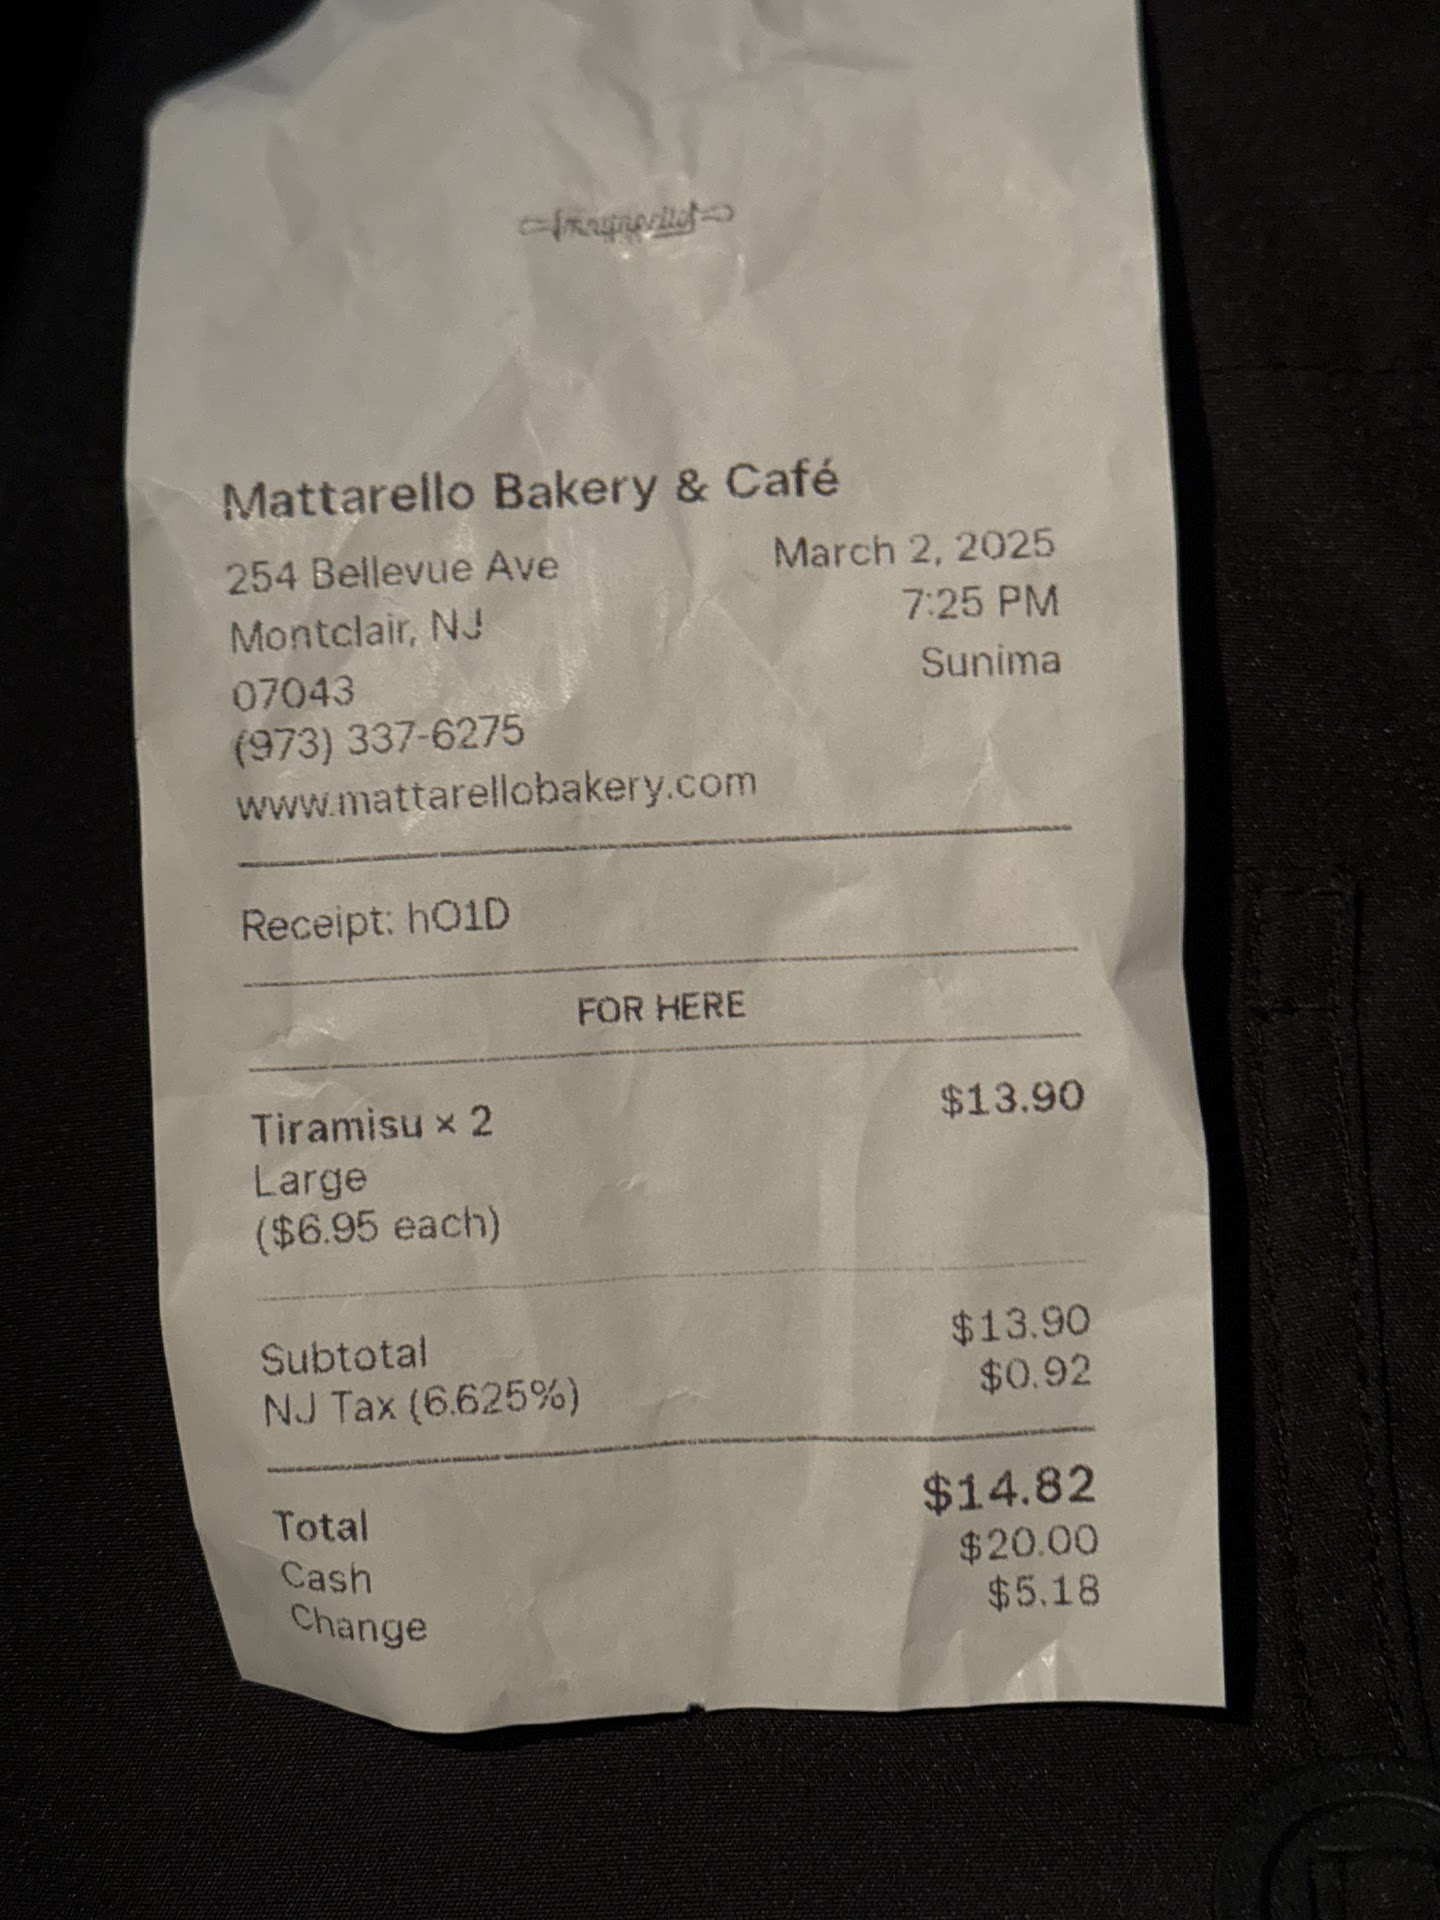 Mattarello Bakery & Café
254 Bellevue Ave
Montclair, NJ
07043
(973) 337-6275
www.mattarellobakery.com
March 2, 2025
7:25 PM
Sunima
Receipt: hO1D
FOR HERE
Tiramisu × 2 $13.90
Large
($6.95 each)
Subtotal $13.90
NJ Tax (6.625%) $0.92
Total $14.82
Cash $20.00
Change $5.18